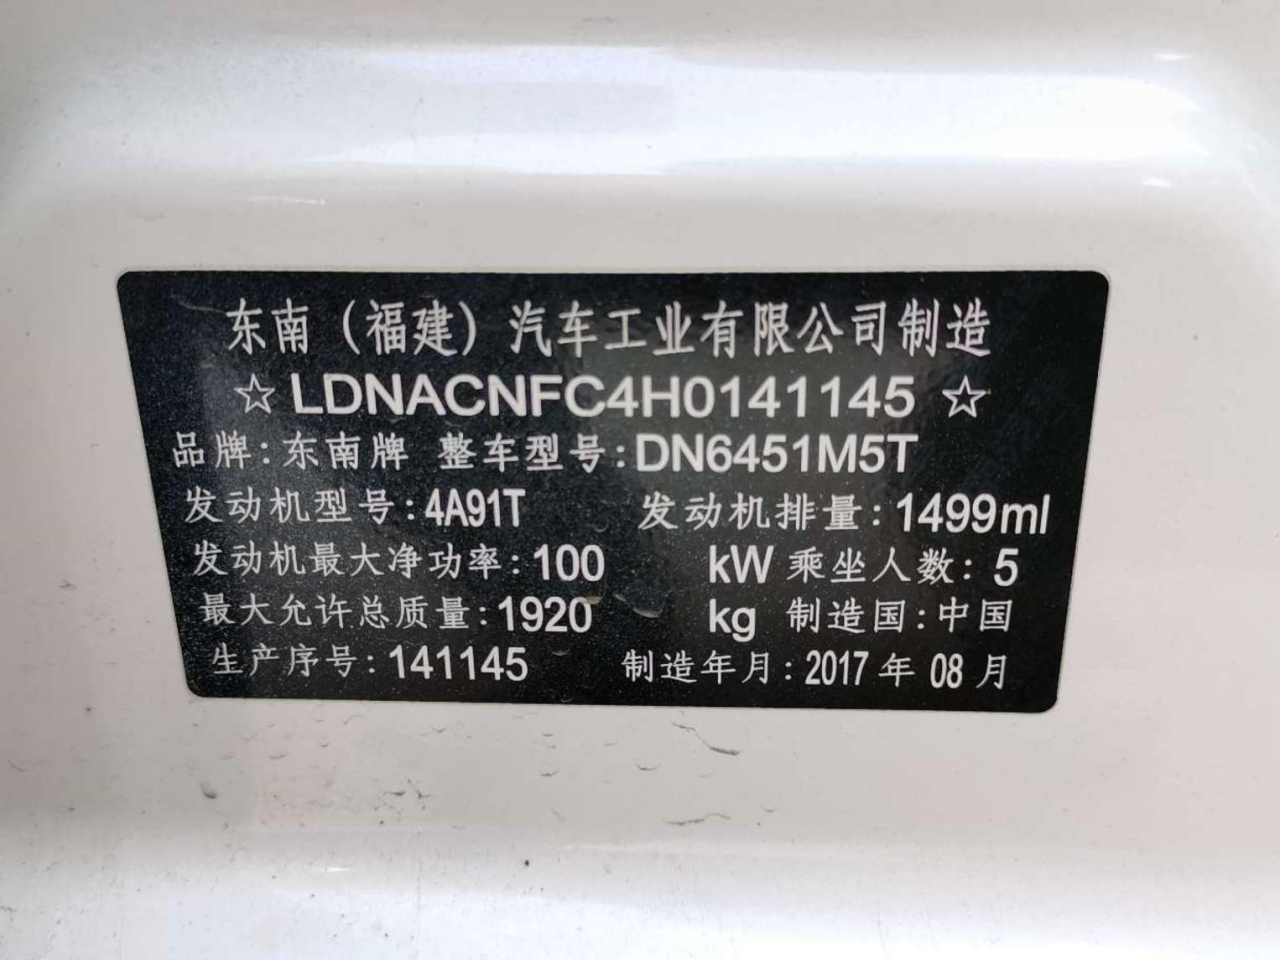 东南（福建）汽车工业有限公司制造
☆LDNACNFC4H0141145☆
品牌:东南牌 整车型号:DN6451M5T
发动机型号:4A91T 发动机排量:1499ml
发动机最大净功率:100 kW 乘坐人数:5
最大允许总质量:1920 kg 制造国:中国
生产序号:141145 制造年月:2017年08月